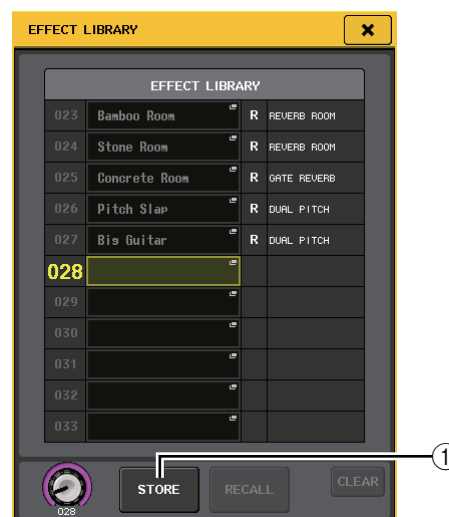 EFFECT LIBRARY
EFFECT LIBRARY
023 Bamboo Room R REVERB ROOM
024 Stone Room R REVERB ROOM
025 Concrete Room R GATE REVERB
026 Pitch Slap R DUAL PITCH
027 Big Guitar R DUAL PITCH
028
029
030
031
032
033
1
STORE RECALL CLEAR
028